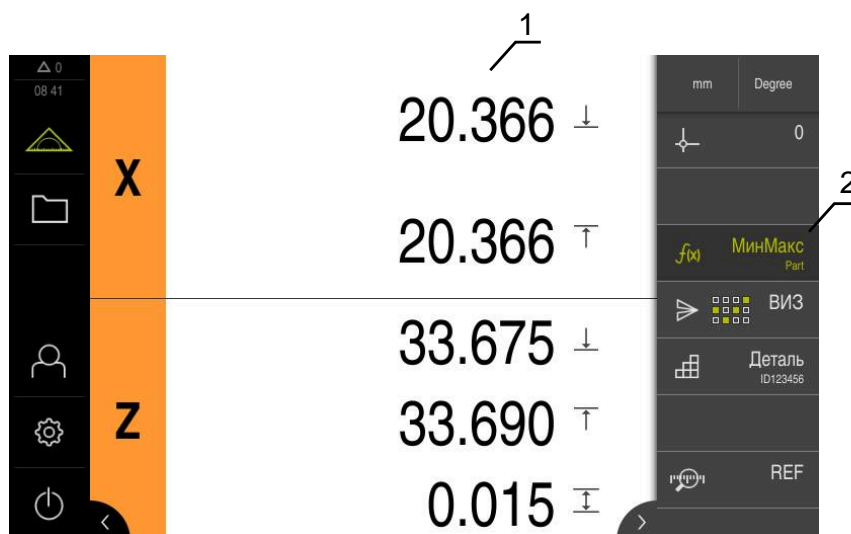 1
0
08 41
X
20.366
20.366
Z
33.675
33.690
0.015
mm Degree
0
2
f(x) МинМакс
Part
ВИЗ
Деталь
ID123456
REF